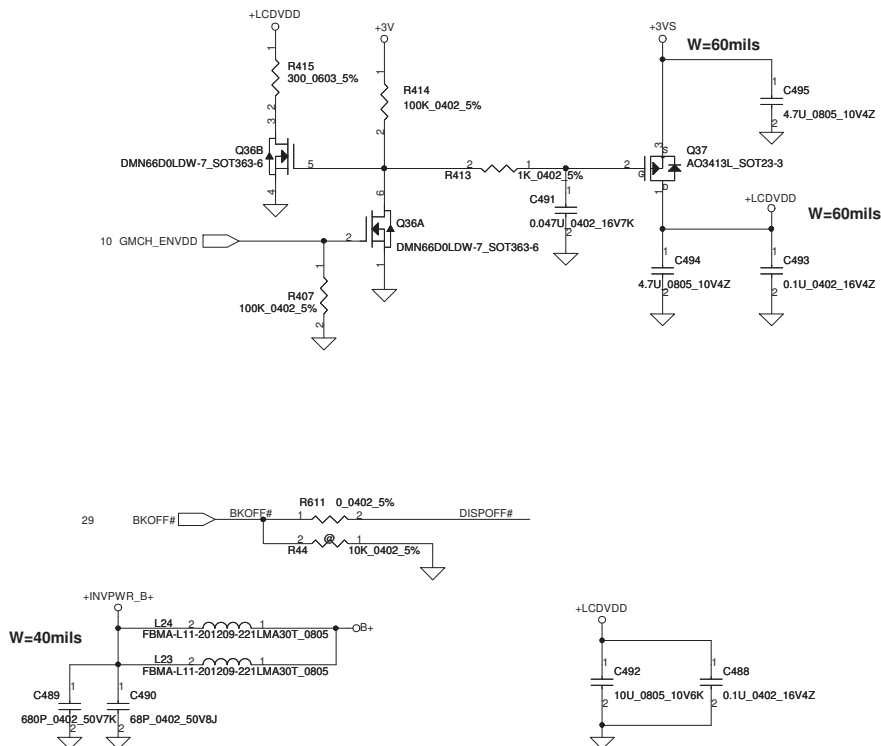 +LCDVDD
+3V
+3VS
W=60mils
1
R415
300_0603_5%
2
1
R414
100K_0402_5%
2
1
C495
4.7U_0805_10V4Z
2
3
Q36B
DMN66D0LDW-7_SOT363-6
5
4
2
R413
1
1K_0402_5%
2
G
3
S
D
1
Q37
AO3413L_SOT23-3
6
Q36A
DMN66D0LDW-7_SOT363-6
2
1
10 GMCH_ENVDD
1
C491
0.047U_0402_16V7K
2
+LCDVDD
W=60mils
1
R407
100K_0402_5%
2
1
C494
4.7U_0805_10V4Z
2
1
C493
0.1U_0402_16V4Z
2
29 BKOFF#
BKOFF#
R611 0_0402_5%
1 2
DISPOFF#
2 @ 1
R44 10K_0402_5%
+INVPWR_B+
W=40mils
L24 2 1
FBMA-L11-201209-221LMA30T_0805
B+
L23 2 1
FBMA-L11-201209-221LMA30T_0805
1
C489
680P_0402_50V7K
2
1
C490
68P_0402_50V8J
2
+LCDVDD
1
C492
10U_0805_10V6K
2
1
C488
0.1U_0402_16V4Z
2